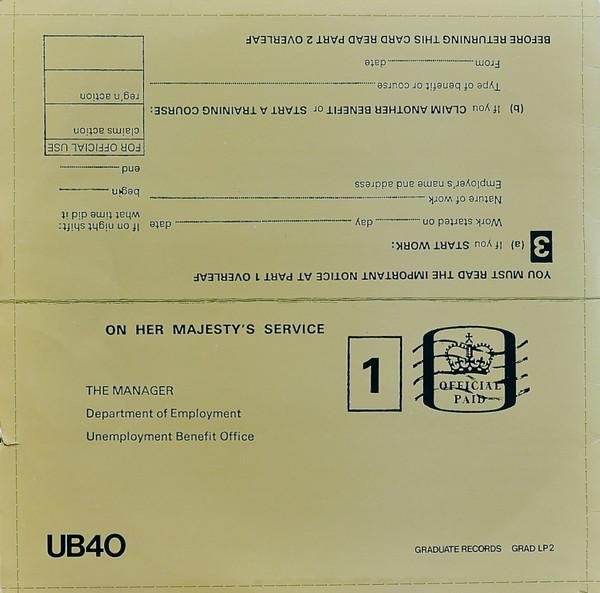 YOU MUST READ THE IMPORTANT NOTICE AT PART 1 OVERLEAF
3 (a) If you START WORK:
Work started on day date
Nature of work
Employer's name and address
If on night shift:
what time did it
begin
end
(b) If you CLAIM ANOTHER BENEFIT or START A TRAINING COURSE:
Type of benefit or course
From date
BEFORE RETURNING THIS CARD READ PART 2 OVERLEAF
FOR OFFICIAL USE
claims action
reg'n action
ON HER MAJESTY'S SERVICE
1
OFFICIAL
PAID
THE MANAGER
Department of Employment
Unemployment Benefit Office
UB40
GRADUATE RECORDS GRAD LP2